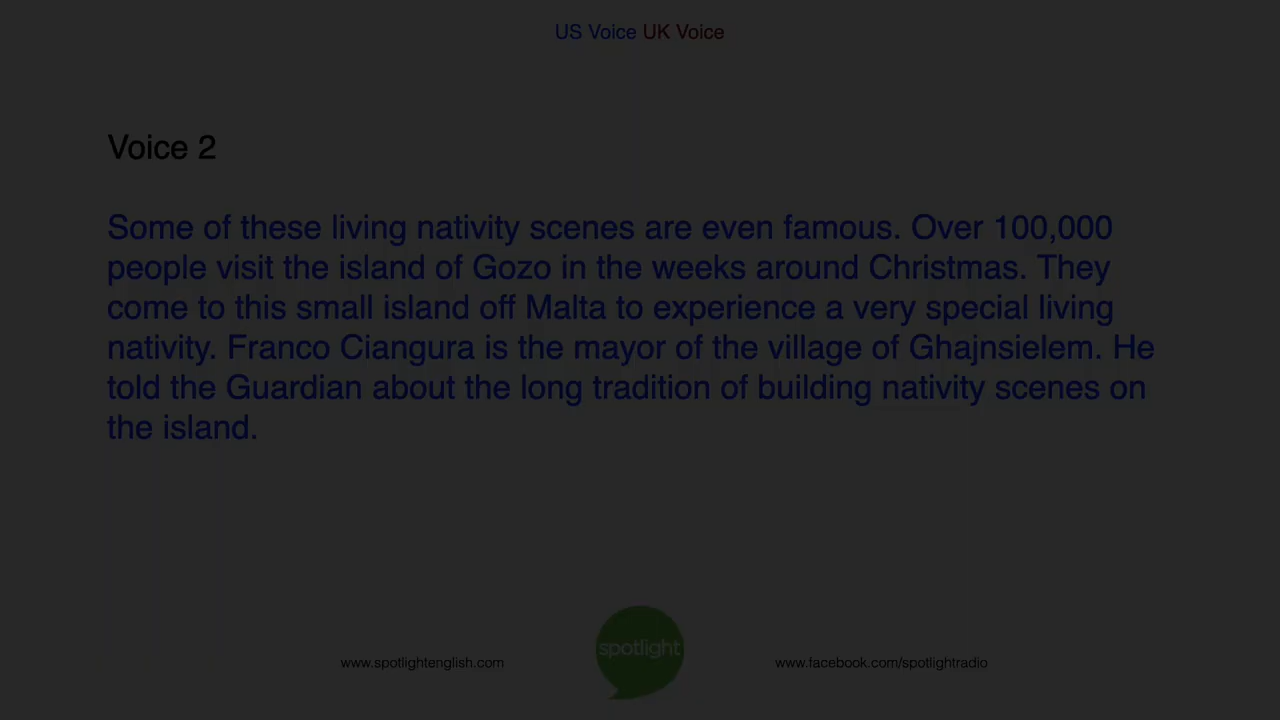 US Voice UK Voice
Voice 2
Some of these living nativity scenes are even famous. Over 100,000
people visit the island of Gozo in the weeks around Christmas. They
come to this small island off Malta to experience a very special living
nativity. Franco Ciangura is the mayor of the village of Ghajnsielem. He
told the Guardian about the long tradition of building nativity scenes on
the island.
spotlight
www.spotlightenglish.com
www.facebook.com/spotlightradio